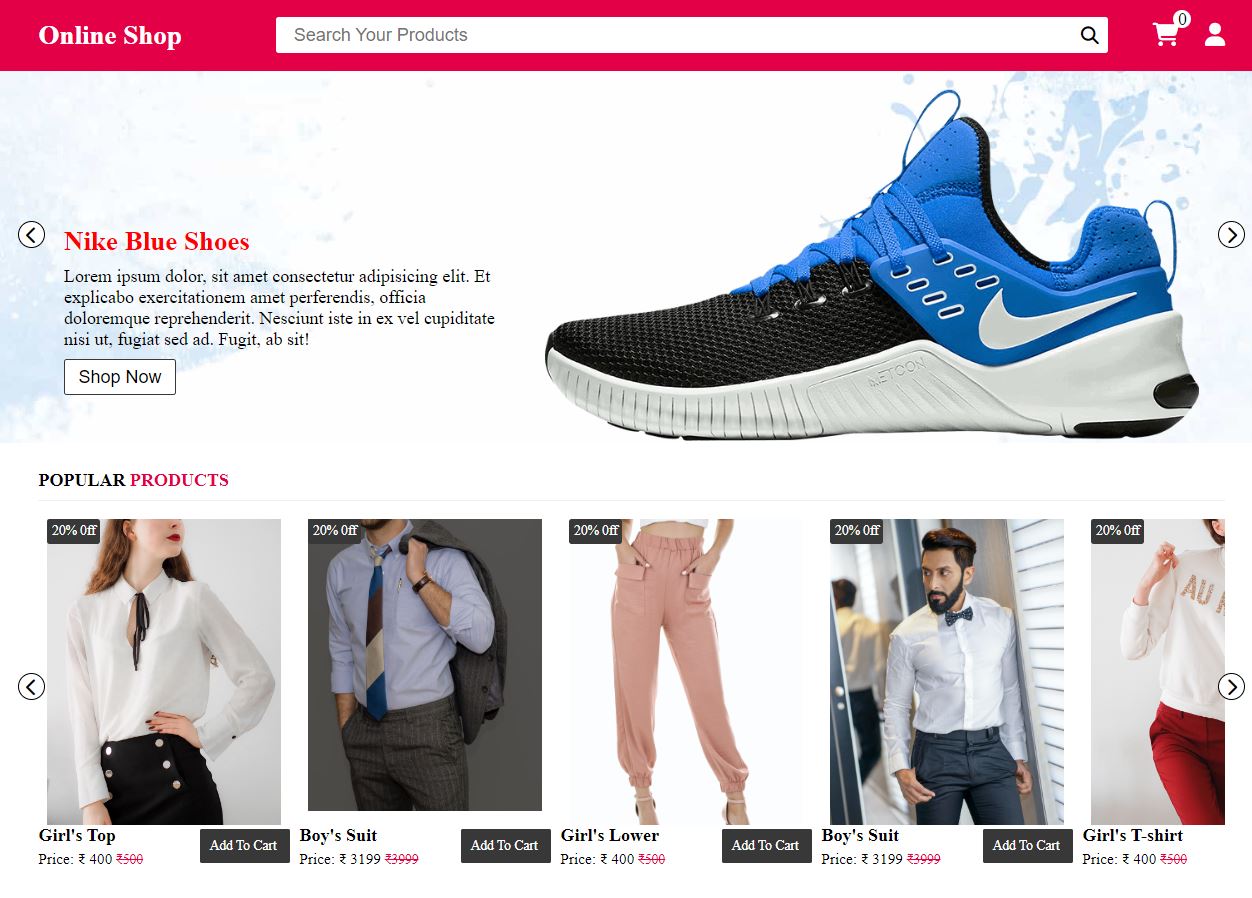 Online Shop
Search Your Products
0
Nike Blue Shoes
Lorem ipsum dolor, sit amet consectetur adipisicing elit. Et
explicabo exercitationem amet perferendis, officia
doloremque reprehenderit. Nesciunt iste in ex vel cupiditate
nisi ut, fugiat sed ad. Fugit, ab sit!
Shop Now
METCON
POPULAR PRODUCTS
20% 0ff
20% 0ff
20% 0ff
20% 0ff
20% 0ff
Girl's Top
Price: ₹ 400 ₹500
Add To Cart
Boy's Suit
Price: ₹ 3199 ₹3999
Add To Cart
Girl's Lower
Price: ₹ 400 ₹500
Add To Cart
Boy's Suit
Price: ₹ 3199 ₹3999
Add To Cart
Girl's T-shirt
Price: ₹ 400 ₹500